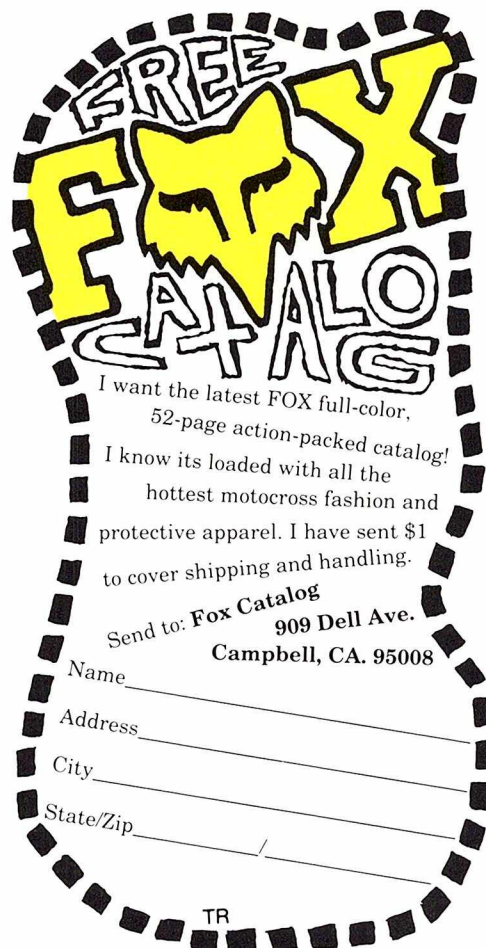 FREE
FOX
CATALOG
I want the latest FOX full-color,
52-page action-packed catalog!
I know its loaded with all the
hottest motocross fashion and
protective apparel. I have sent $1
to cover shipping and handling.
Send to: Fox Catalog
909 Dell Ave.
Campbell, CA. 95008
Name
Address
City
State/Zip /
TR